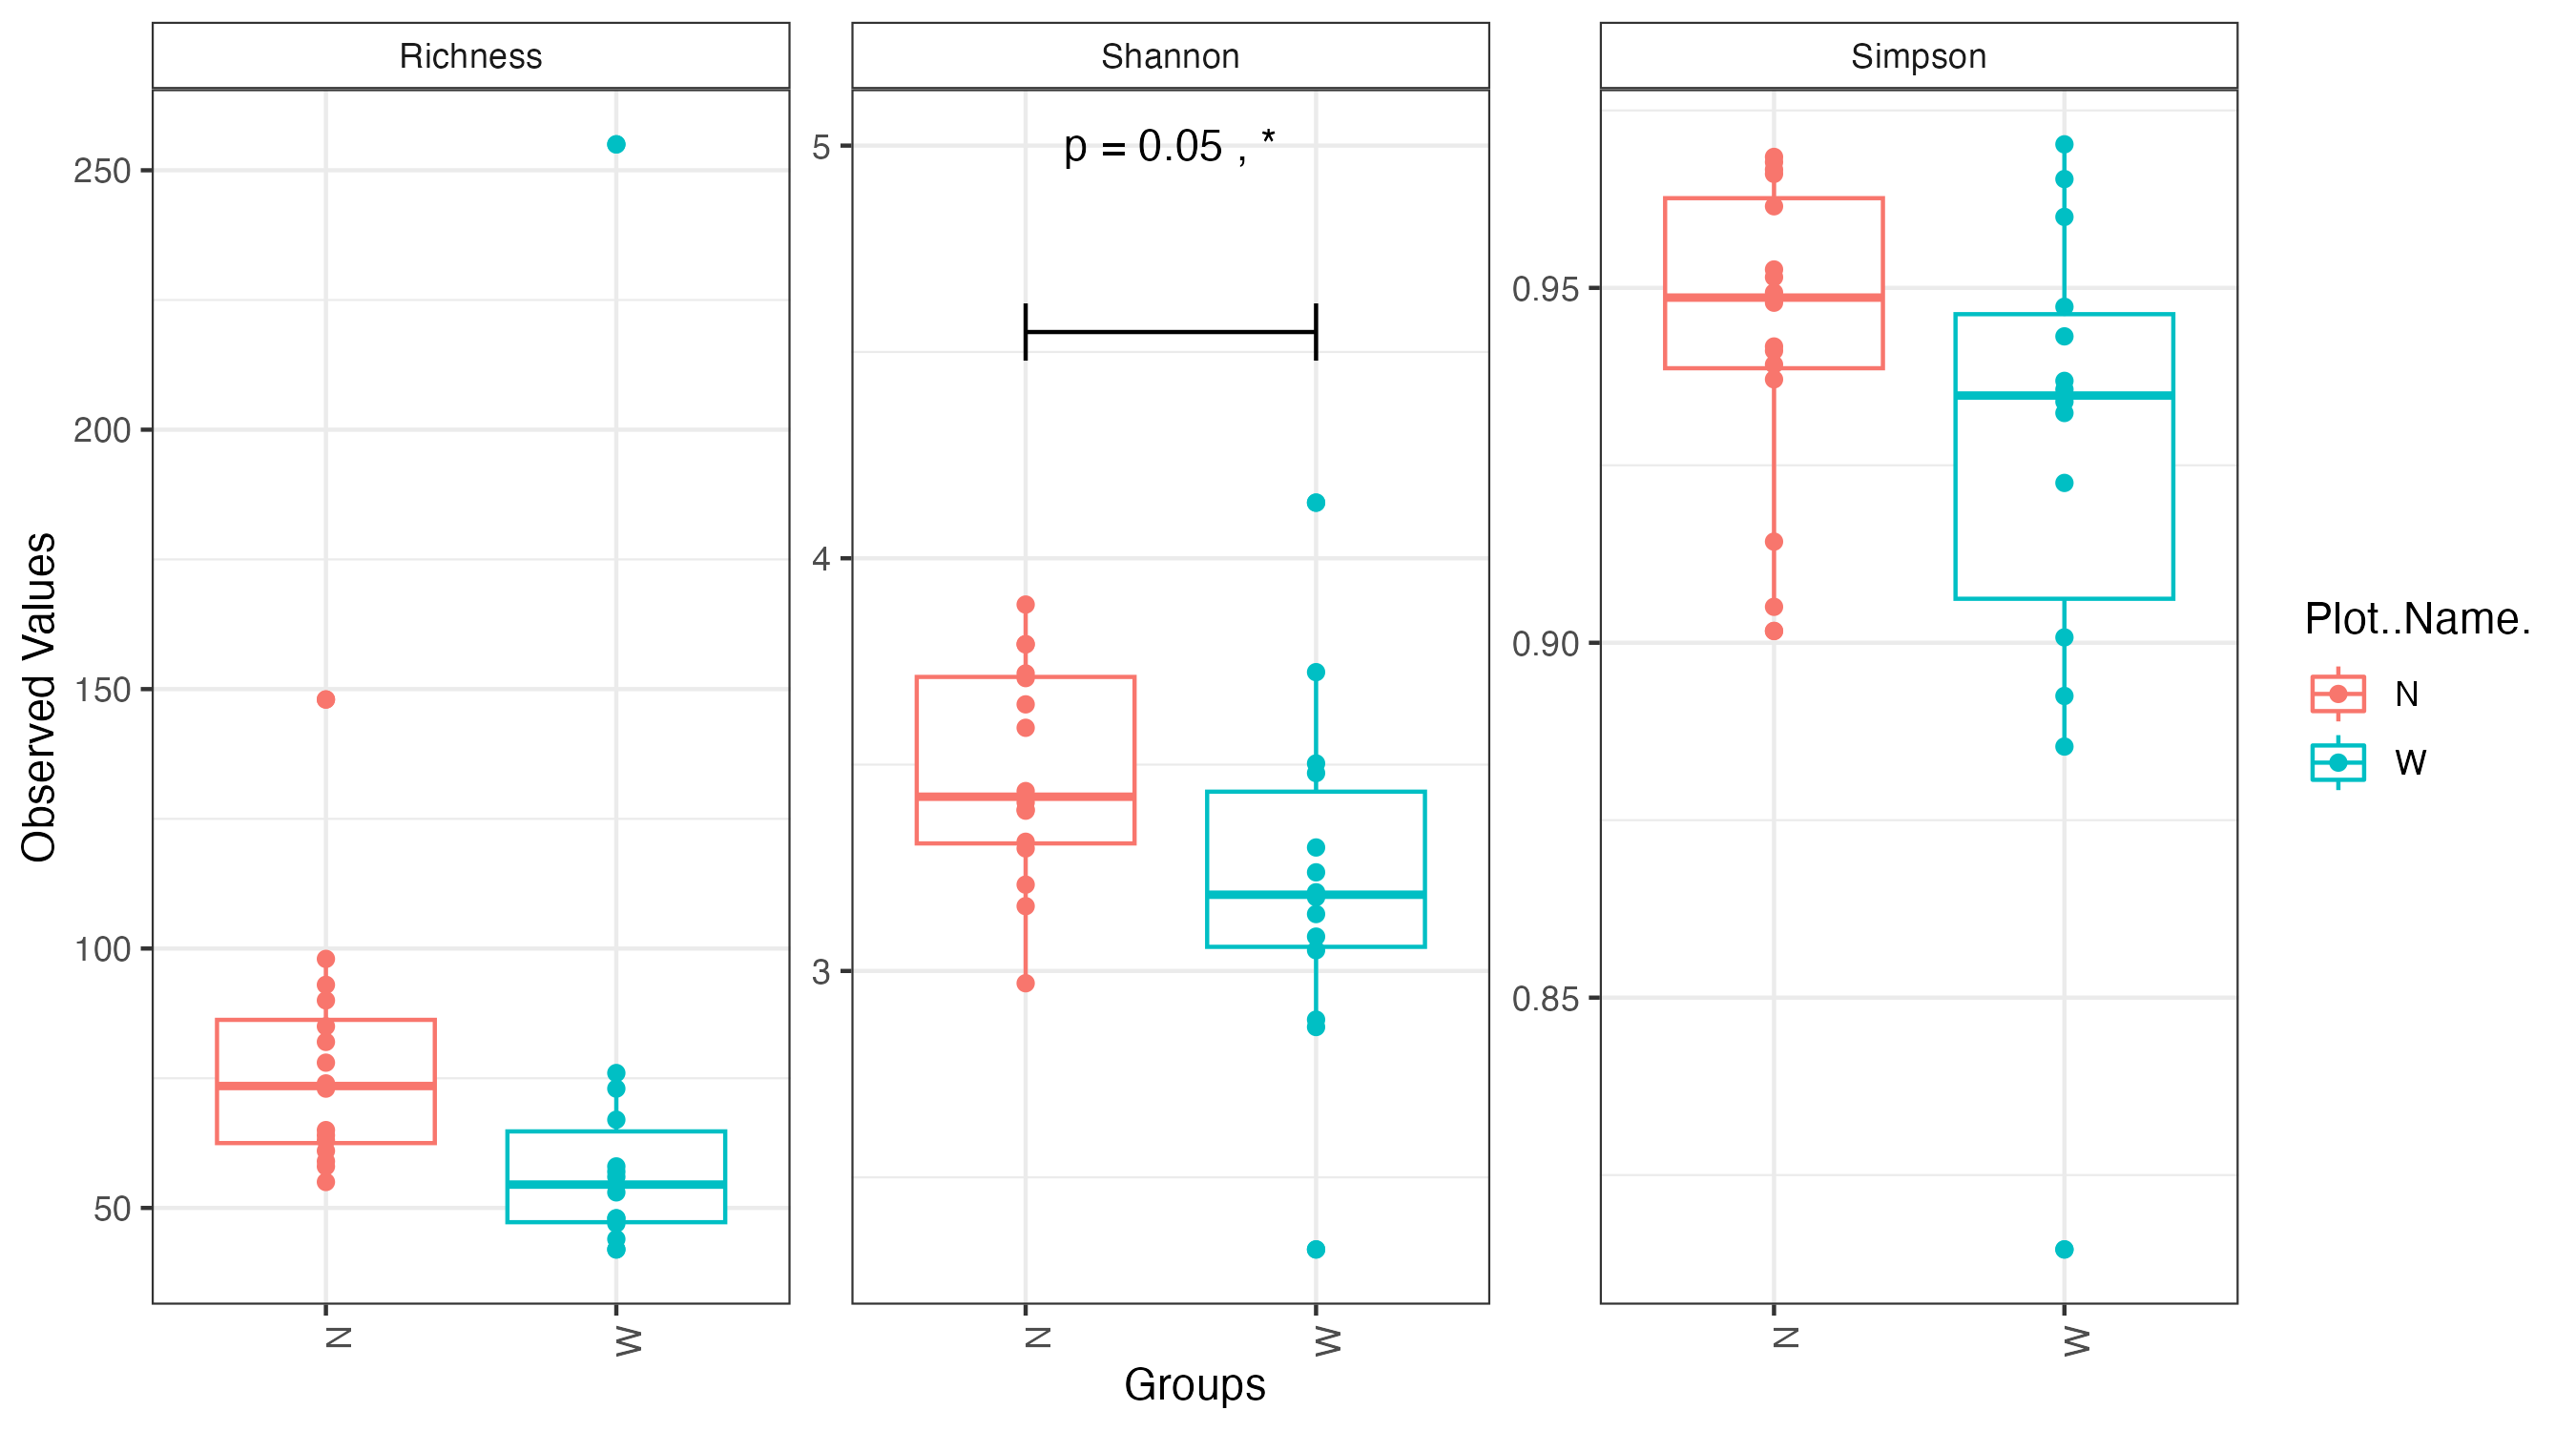 Richness
Shannon
Simpson
Observed Values
250
200
150
100
50
5
4
3
p = 0.05 , *
0.95
0.90
0.85
N
W
N
W
N
W
Groups
Plot..Name.
N
W